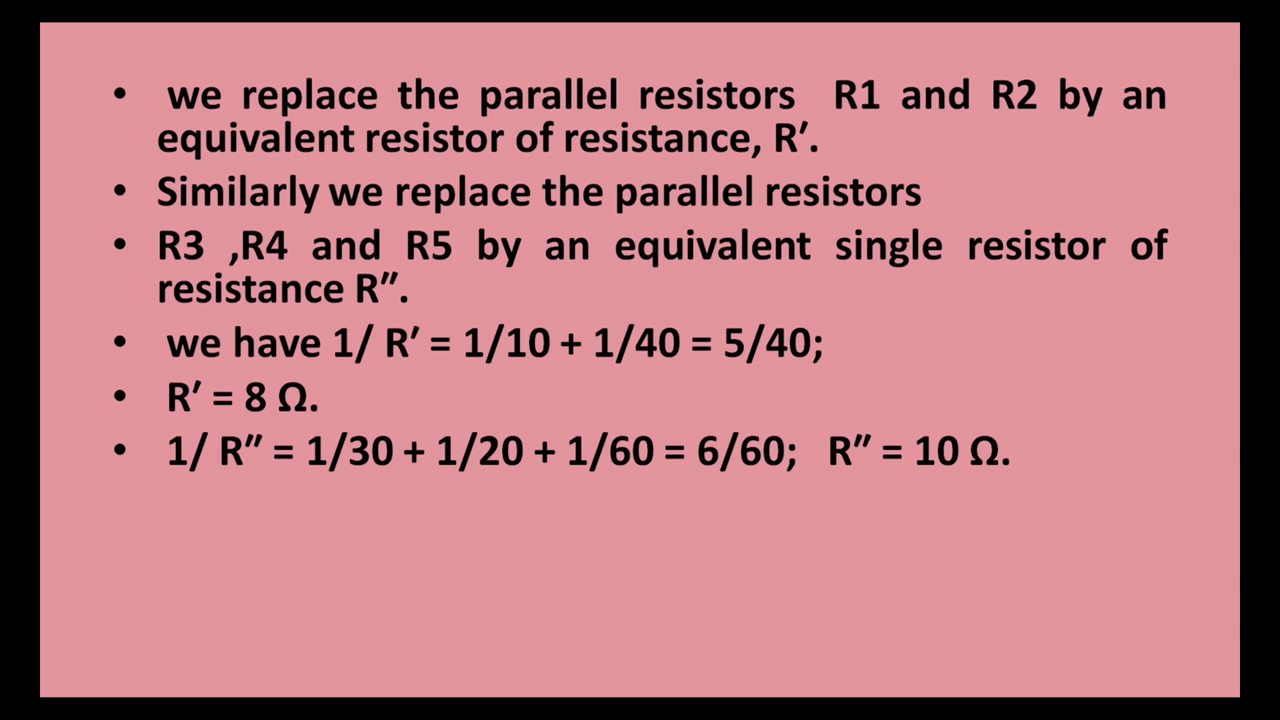 • we replace the parallel resistors R1 and R2 by an
equivalent resistor of resistance, R′.
• Similarly we replace the parallel resistors
• R3 ,R4 and R5 by an equivalent single resistor of
resistance R″.
• we have 1/ R′ = 1/10 + 1/40 = 5/40;
• R′ = 8 Ω.
• 1/ R″ = 1/30 + 1/20 + 1/60 = 6/60; R″ = 10 Ω.